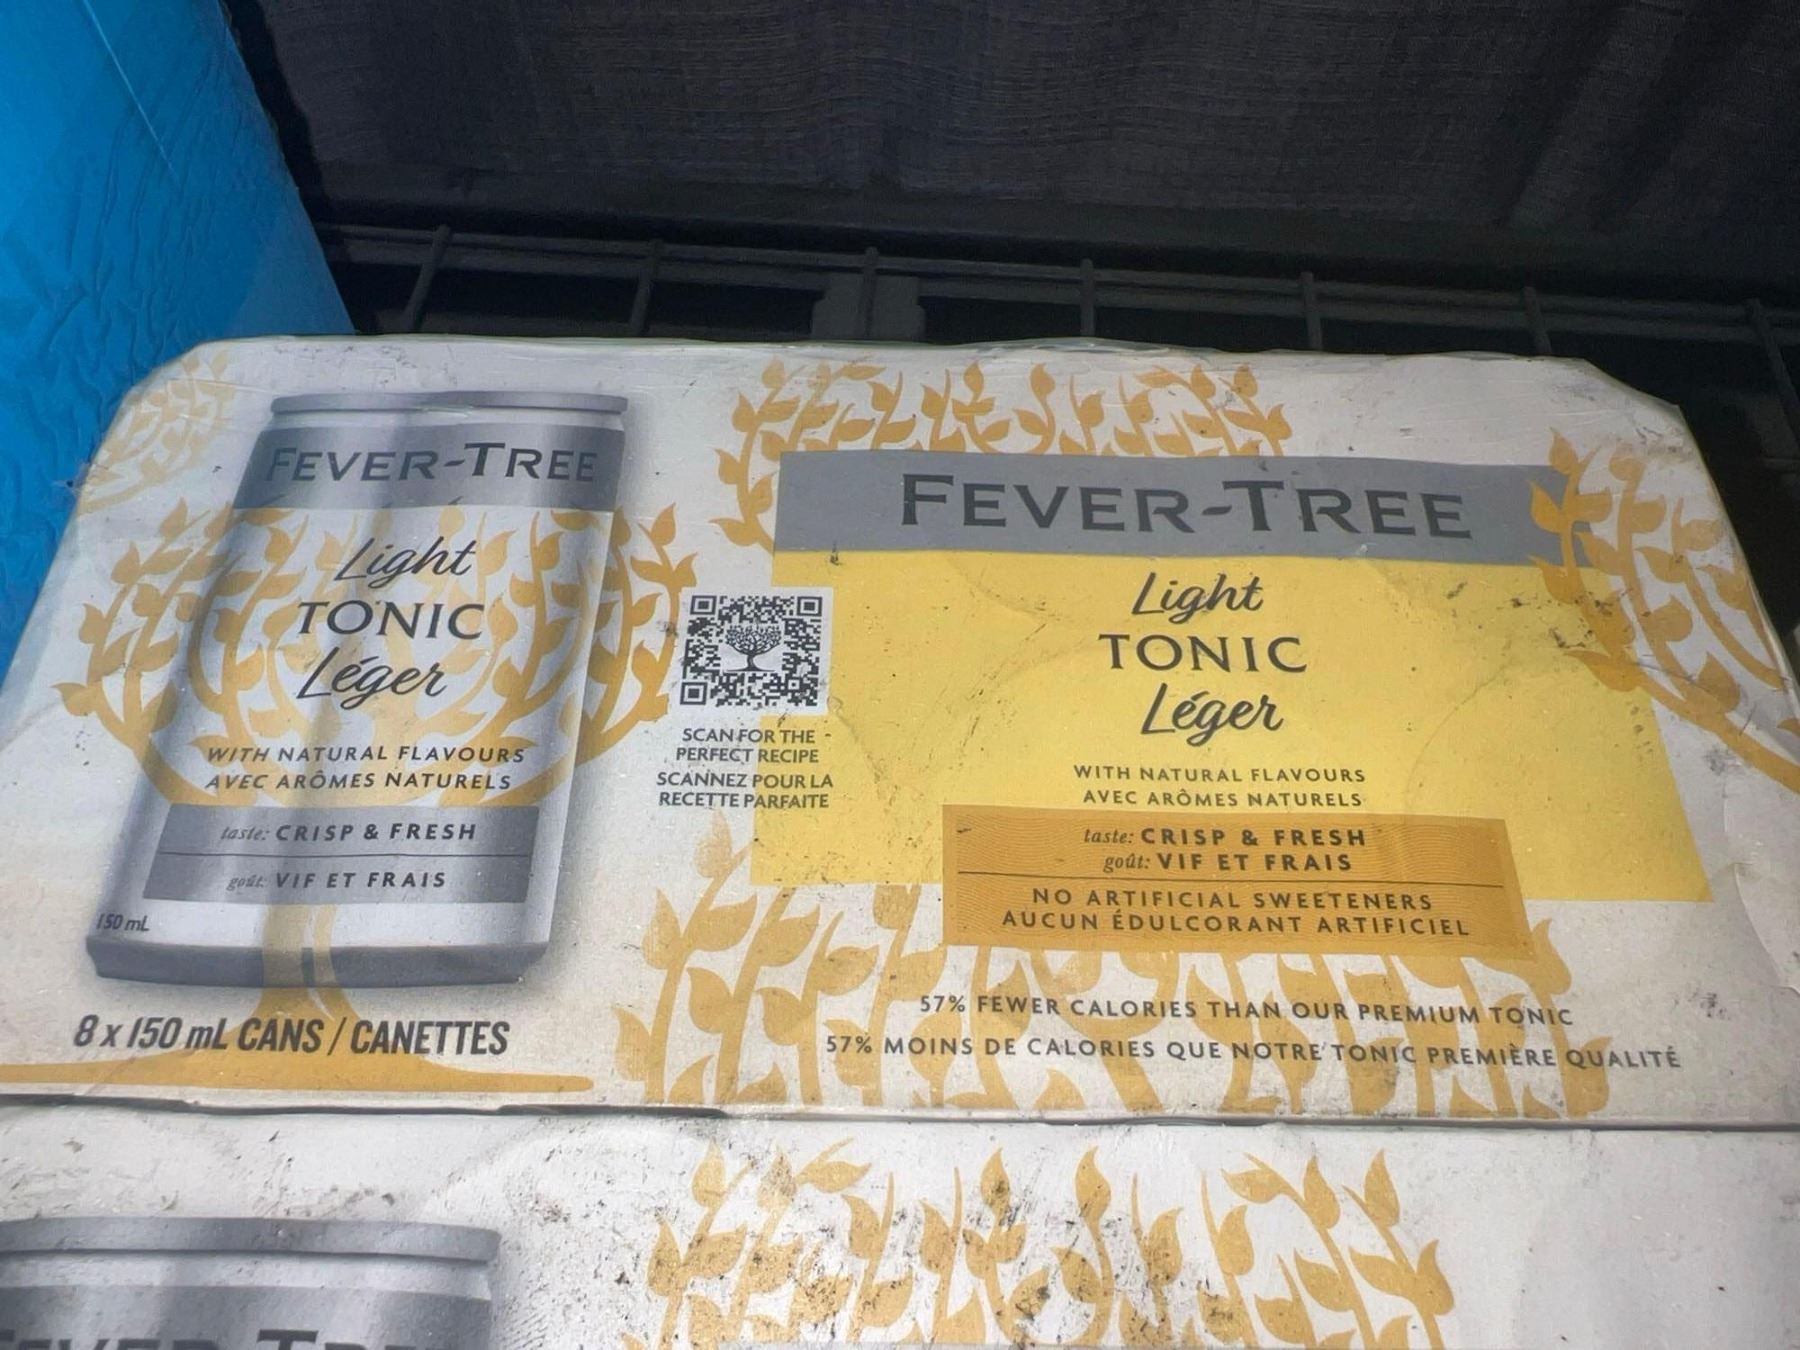 FEVER-TREE
Light
TONIC
Léger
WITH NATURAL FLAVOURS
AVEC ARÔMES NATURELS
taste: CRISP & FRESH
goût: VIF ET FRAIS
150 mL
8 x 150 mL CANS / CANETTES
SCAN FOR THE
PERFECT RECIPE
SCANNEZ POUR LA
RECETTE PARFAITE
FEVER-TREE
Light
TONIC
Léger
WITH NATURAL FLAVOURS
AVEC ARÔMES NATURELS
taste: CRISP & FRESH
goût: VIF ET FRAIS
NO ARTIFICIAL SWEETENERS
AUCUN ÉDULCORANT ARTIFICIEL
57% FEWER CALORIES THAN OUR PREMIUM TONIC
57% MOINS DE CALORIES QUE NOTRE TONIC PREMIÈRE QUALITÉ